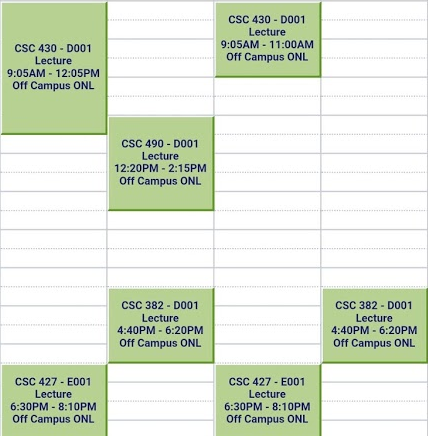 CSC 430 - D001
Lecture
9:05AM - 12:05PM
Off Campus ONL
CSC 430 - D001
Lecture
9:05AM - 11:00AM
Off Campus ONL
CSC 490 - D001
Lecture
12:20PM - 2:15PM
Off Campus ONL
CSC 382 - D001
Lecture
4:40PM - 6:20PM
Off Campus ONL
CSC 382 - D001
Lecture
4:40PM - 6:20PM
Off Campus ONL
CSC 427 - E001
Lecture
6:30PM - 8:10PM
Off Campus ONL
CSC 427 - E001
Lecture
6:30PM - 8:10PM
Off Campus ONL